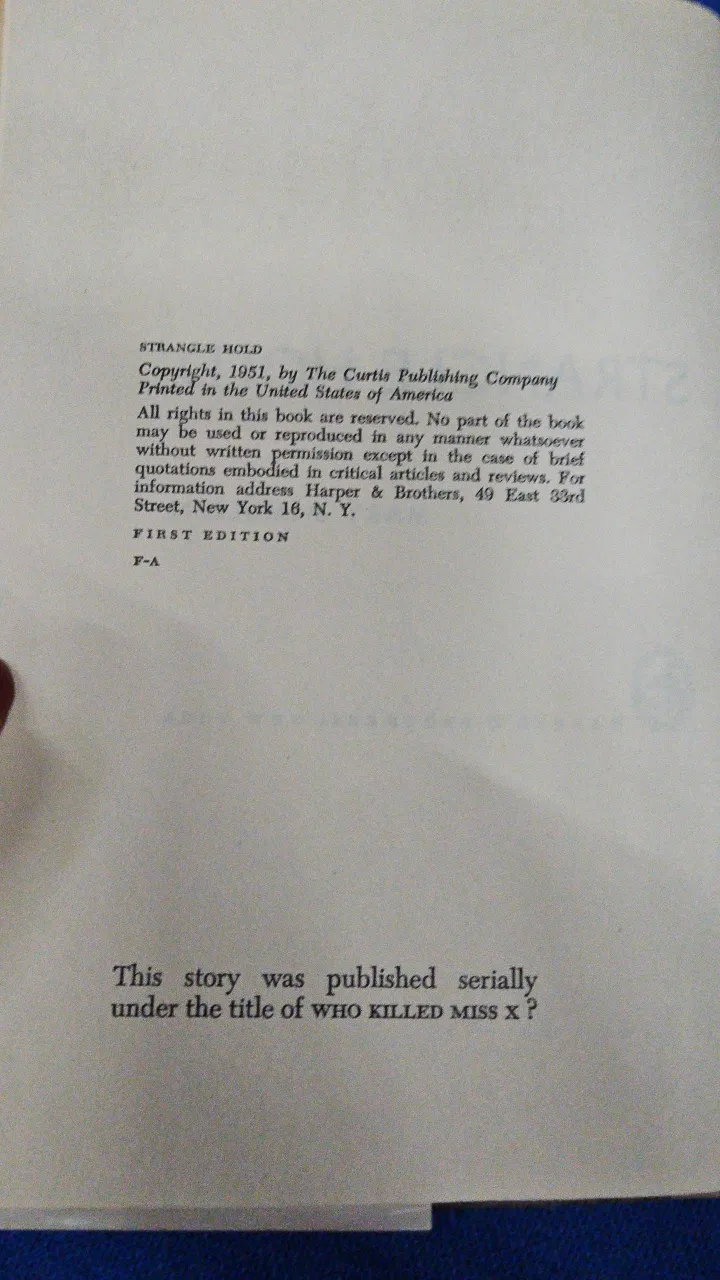 STRANGLE HOLD
Copyright, 1951, by The Curtis Publishing Company
Printed in the United States of America
All rights in this book are reserved. No part of the book
may be used or reproduced in any manner whatsoever
without written permission except in the case of brief
quotations embodied in critical articles and reviews. For
information address Harper & Brothers, 49 East 33rd
Street, New York 16, N. Y.
FIRST EDITION
F-A
This story was published serially
under the title of WHO KILLED MISS X ?